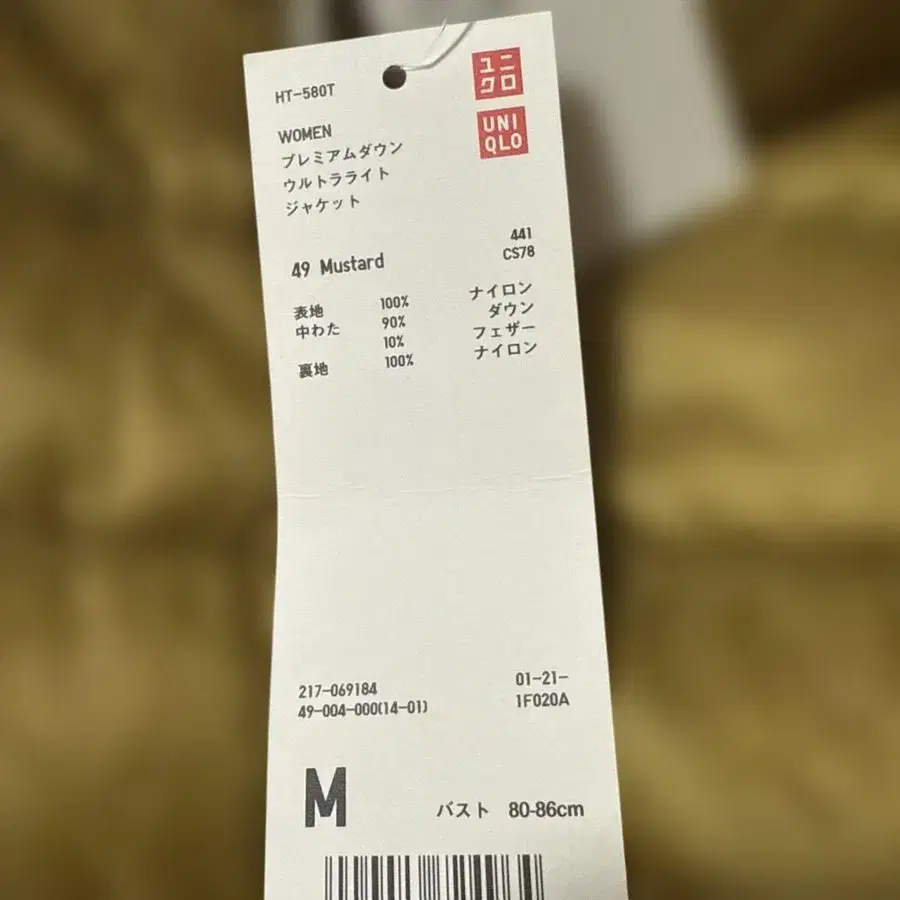 HT-580T
ユニ
クロ
UNI
QLO
WOMEN
プレミアムダウン
ウルトラライト
ジャケット
441
CS78
49 Mustard
表地 100% ナイロン
中わた 90% ダウン
10% フェザー
裏地 100% ナイロン
217-069184
49-004-000(14-01)
01-21-
1F020A
M
バスト 80-86cm